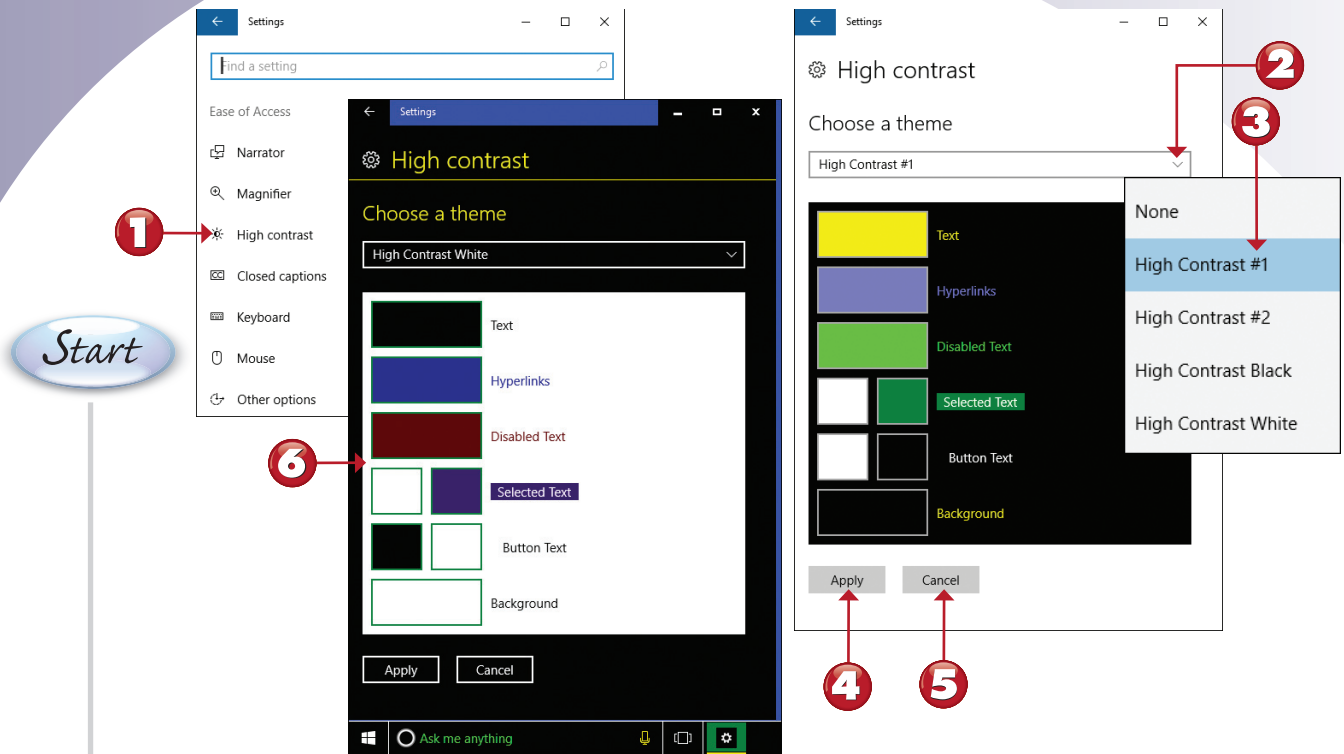 Settings
Find a setting
Ease of Access
Narrator
Magnifier
1
High contrast
Closed captions
Keyboard
Mouse
Other options
Start
Settings
High contrast
Choose a theme
High Contrast White
Text
Hyperlinks
Disabled Text
6
Selected Text
Button Text
Background
Apply
Cancel
Ask me anything
Settings
High contrast
2
3
Choose a theme
High Contrast #1
None
High Contrast #1
High Contrast #2
High Contrast Black
High Contrast White
Text
Hyperlinks
Disabled Text
Selected Text
Button Text
Background
Apply
Cancel
4
5